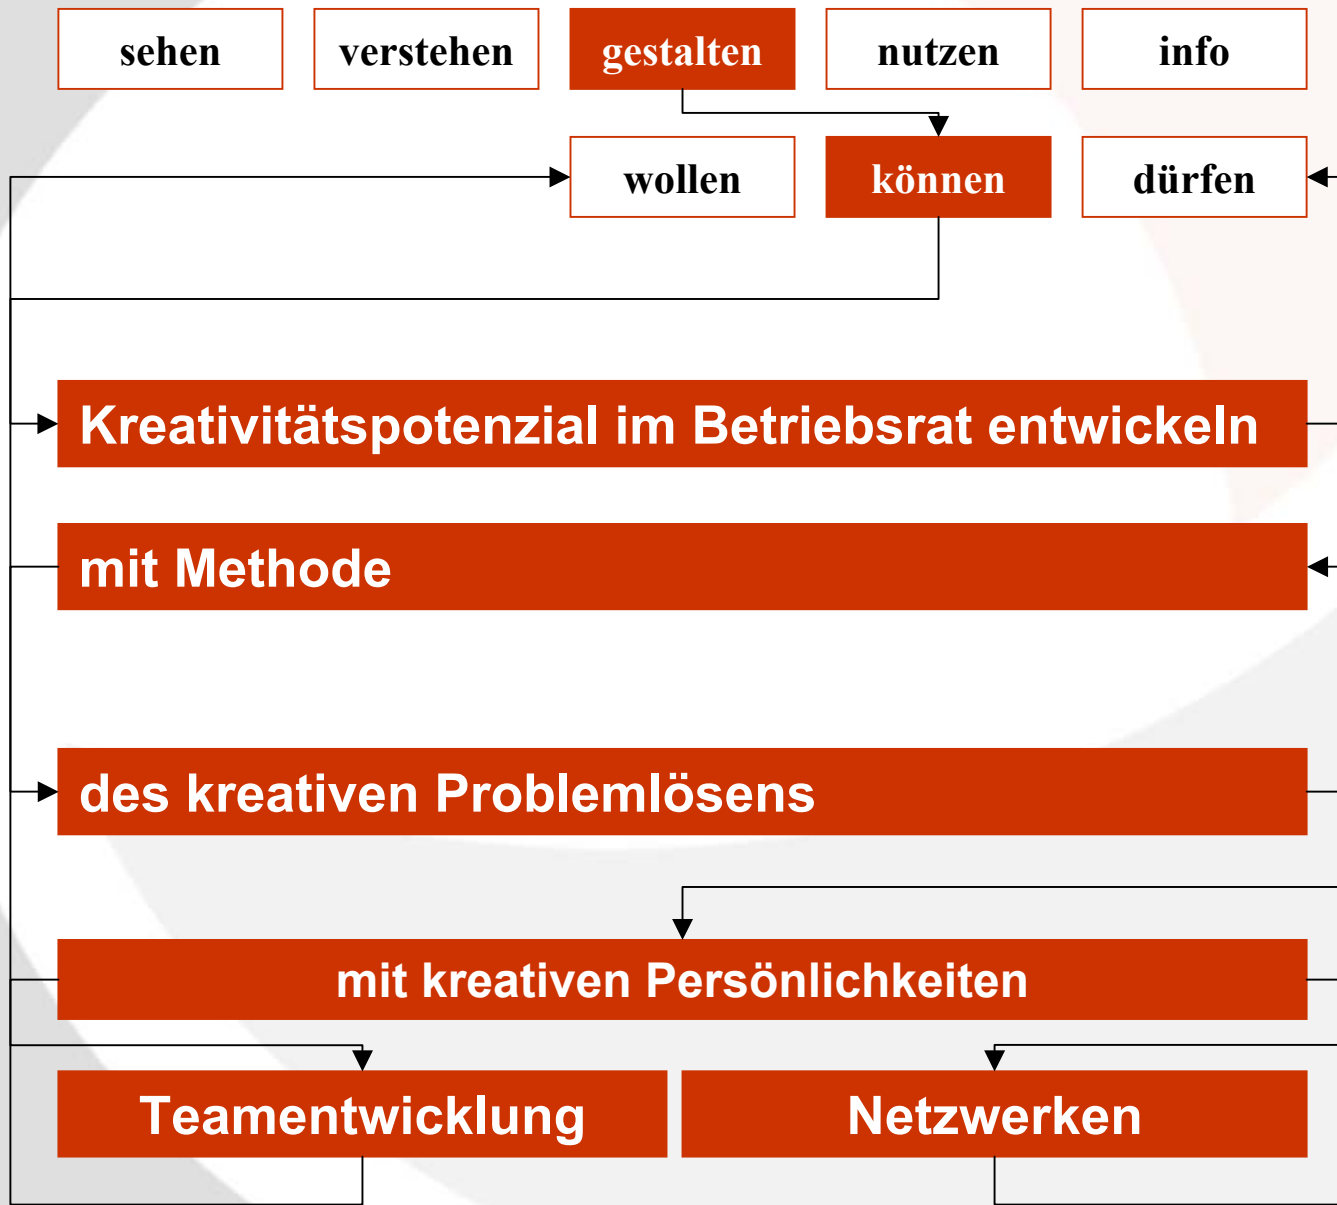 sehen verstehen gestalten nutzen info
wollen können dürfen
Kreativitätspotenzial im Betriebsrat entwickeln
mit Methode
des kreativen Problemlösens
mit kreativen Persönlichkeiten
Teamentwicklung Netzwerken